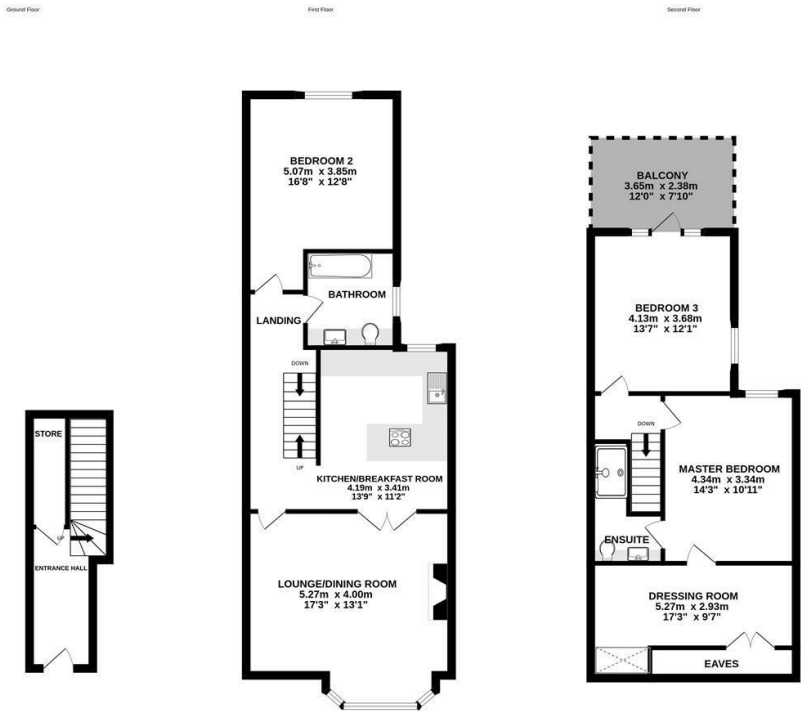 Ground Floor
First Floor
Second Floor
BEDROOM 2
5.07m x 3.85m
16'8" x 12'8"
BATHROOM
LANDING
DOWN
UP
KITCHEN/BREAKFAST ROOM
4.19m x 3.41m
13'9" x 11'2"
LOUNGE/DINING ROOM
5.27m x 4.00m
17'3" x 13'1"
STORE
UP
ENTRANCE HALL
BALCONY
3.65m x 2.38m
12'0" x 7'10"
BEDROOM 3
4.13m x 3.68m
13'7" x 12'1"
DOWN
MASTER BEDROOM
4.34m x 3.34m
14'3" x 10'11"
ENSUITE
DRESSING ROOM
5.27m x 2.93m
17'3" x 9'7"
EAVES